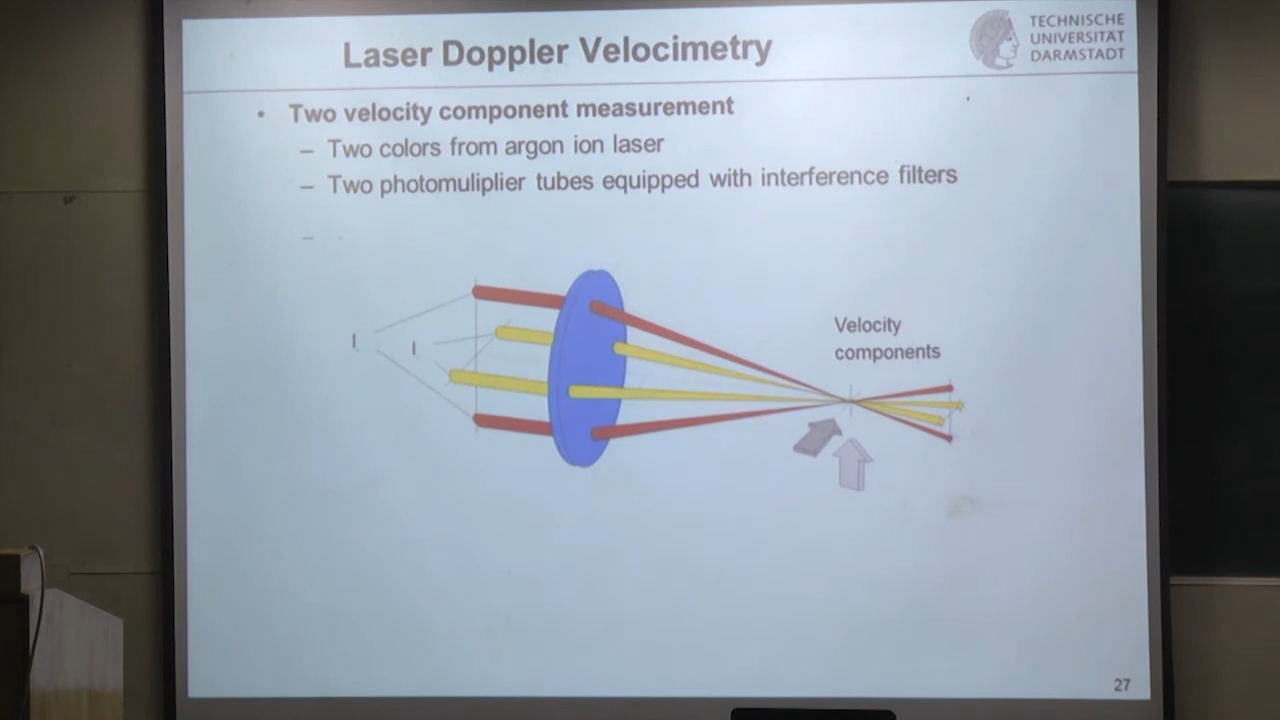 Laser Doppler Velocimetry
TECHNISCHE
UNIVERSITÄT
DARMSTADT
• Two velocity component measurement
– Two colors from argon ion laser
– Two photomuliplier tubes equipped with interference filters
–
l
l
Velocity
components
27